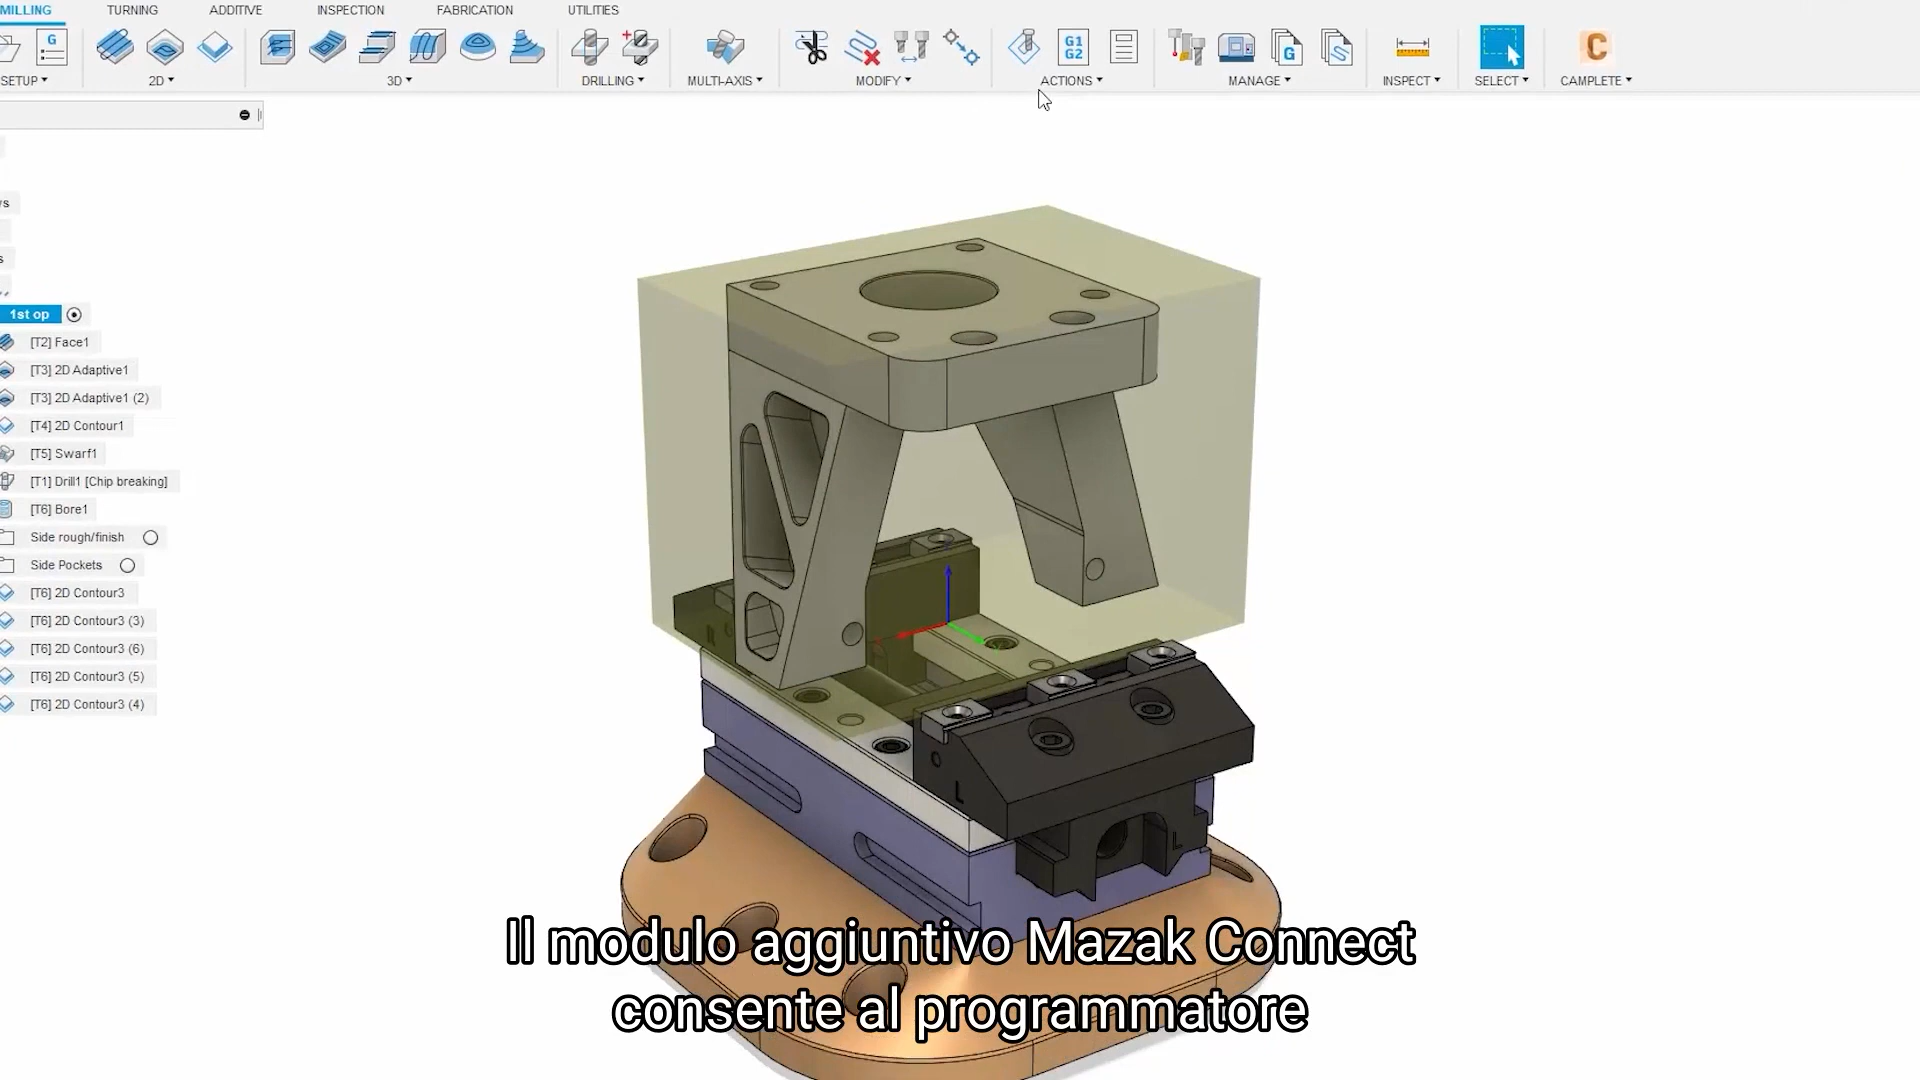 MILLING
TURNING
ADDITIVE
INSPECTION
FABRICATION
UTILITIES
G
G1
G2
G
C
SETUP
2D
3D
DRILLING
MULTI-AXIS
MODIFY
ACTIONS
MANAGE
INSPECT
SELECT
CAMPLETE
1st op
[T2] Face1
[T3] 2D Adaptive1
[T3] 2D Adaptive1 (2)
[T4] 2D Contour1
[T5] Swarf1
[T1] Drill1 [Chip breaking]
[T6] Bore1
Side rough/finish
Side Pockets
[T6] 2D Contour3
[T6] 2D Contour3 (3)
[T6] 2D Contour3 (6)
[T6] 2D Contour3 (5)
[T6] 2D Contour3 (4)
L
L
Il modulo aggiuntivo Mazak Connect
consente al programmatore